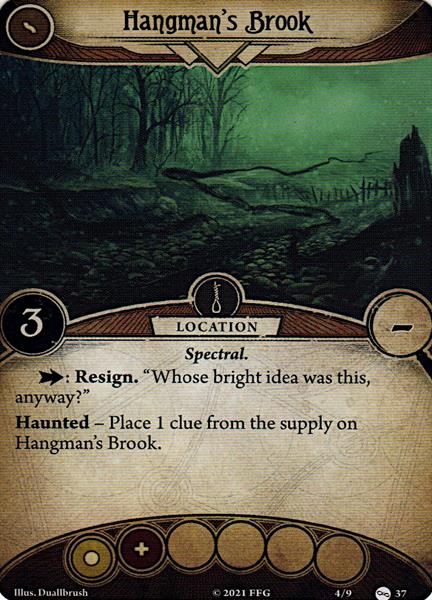 Hangman's Brook
3
–
LOCATION
Spectral.
: Resign. “Whose bright idea was this,
anyway?”
Haunted – Place 1 clue from the supply on
Hangman's Brook.
Illus. Duallbrush © 2021 FFG 4/9 37